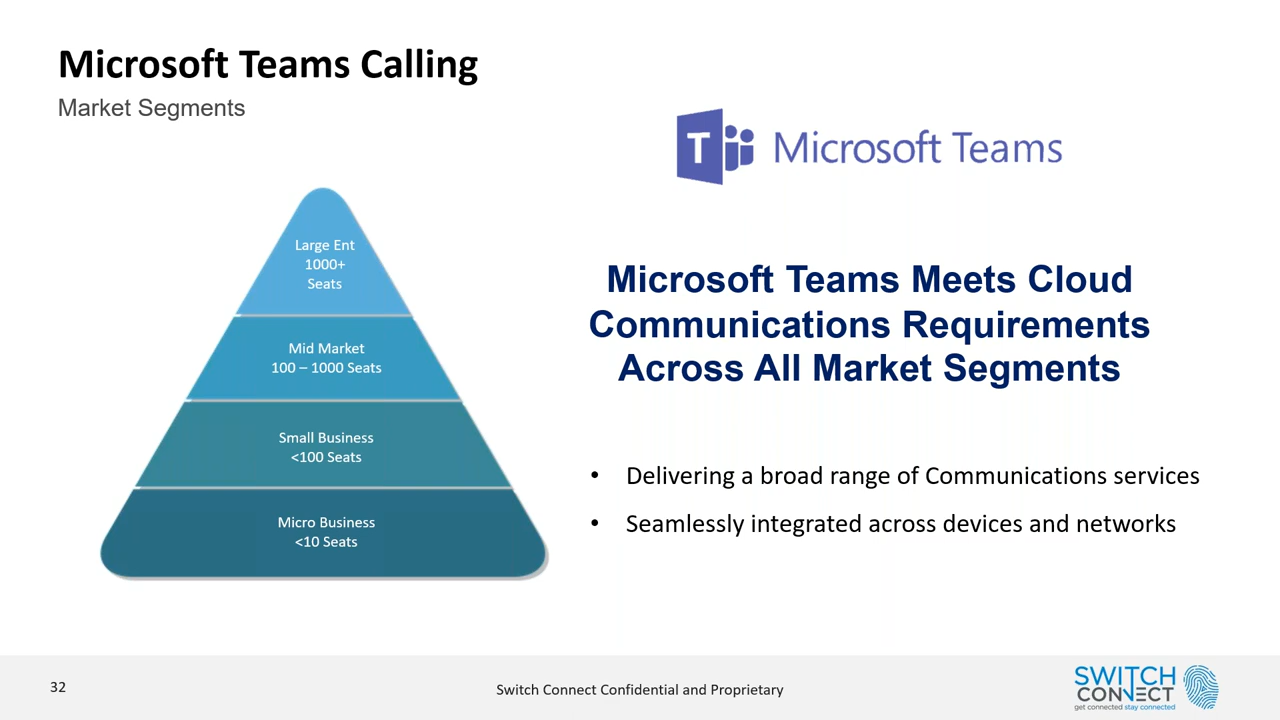 Microsoft Teams Calling
Market Segments
T
Microsoft Teams
Large Ent
1000+
Seats
Mid Market
100 – 1000 Seats
Small Business
<100 Seats
Micro Business
<10 Seats
Microsoft Teams Meets Cloud
Communications Requirements
Across All Market Segments
• Delivering a broad range of Communications services
• Seamlessly integrated across devices and networks
32
Switch Connect Confidential and Proprietary
SWITCH
CONNECT
get connected stay connected